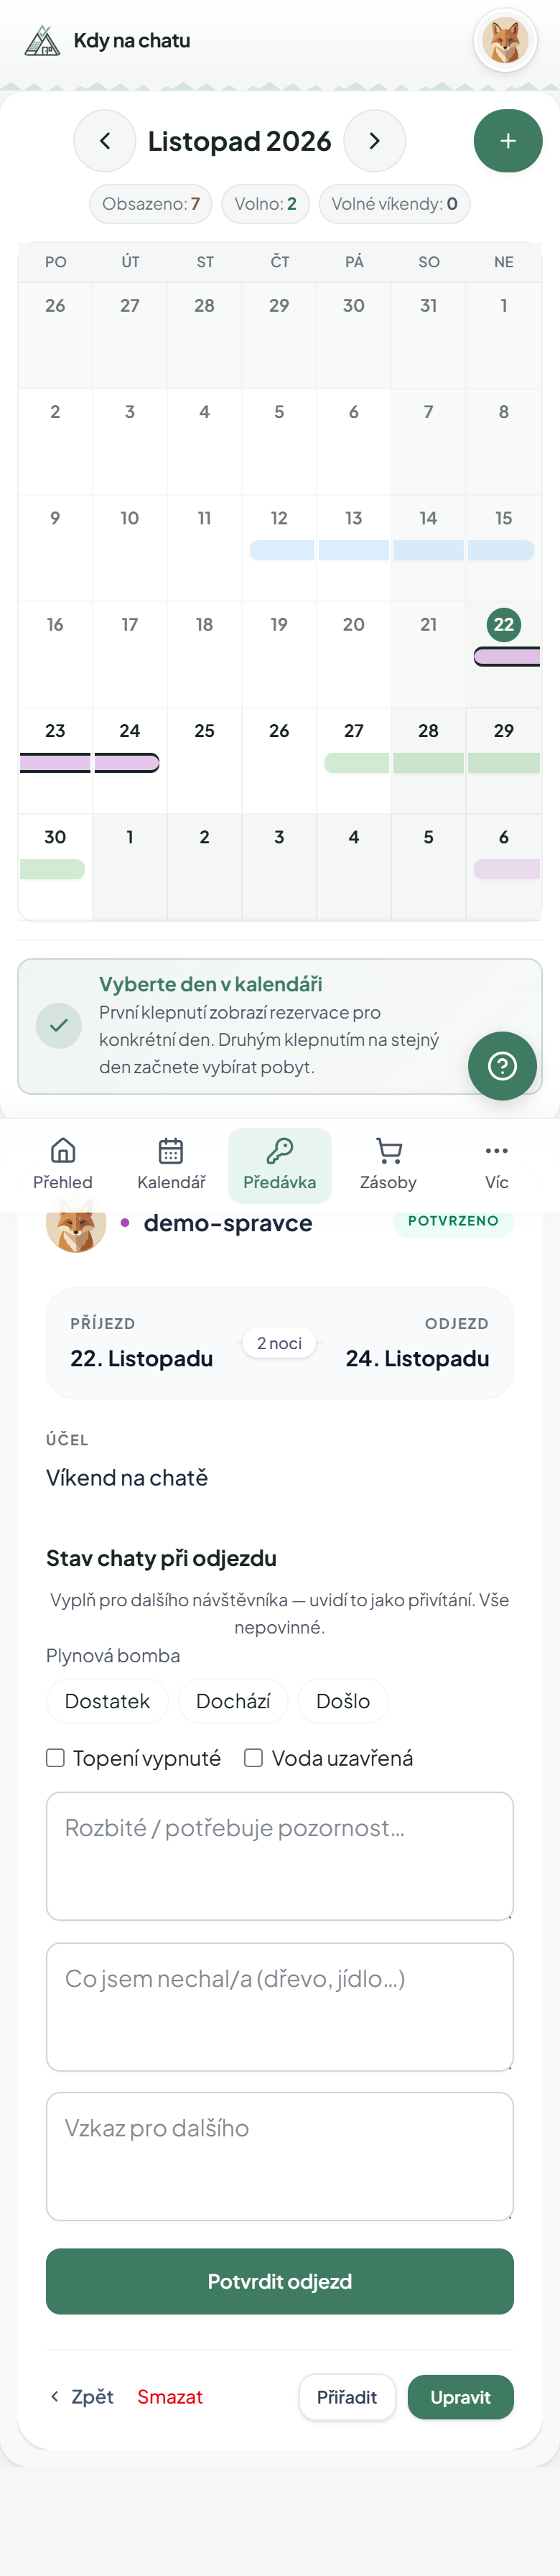 Kdy na chatu
Listopad 2026
Obsazeno: 7 Volno: 2 Volné víkendy: 0
PO ÚT ST ČT PÁ SO NE
26 27 28 29 30 31 1
2 3 4 5 6 7 8
9 10 11 12 13 14 15
16 17 18 19 20 21 22
23 24 25 26 27 28 29
30 1 2 3 4 5 6
Vyberte den v kalendáři
První klepnutí zobrazí rezervace pro
konkrétní den. Druhým klepnutím na stejný
den začnete vybírat pobyt.
Přehled Kalendář Předávka Zásoby Víc
demo-spravce POTVRZENO
PŘÍJEZD ODJEZD
22. Listopadu 2 noci 24. Listopadu
ÚČEL
Víkend na chatě
Stav chaty při odjezdu
Vyplň pro dalšího návštěvníka — uvidí to jako přivítání. Vše
nepovinné.
Plynová bomba
Dostatek Dochází Došlo
Topení vypnuté Voda uzavřená
Rozbité / potřebuje pozornost…
Co jsem nechal/a (dřevo, jídlo…)
Vzkaz pro dalšího
Potvrdit odjezd
Zpět Smazat Přiřadit Upravit